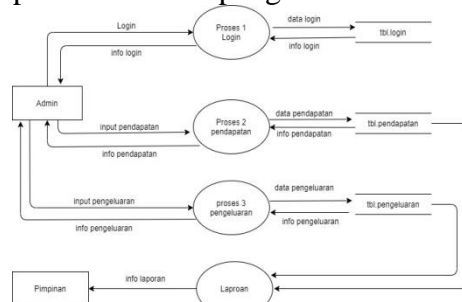 Login
data login
Proses 1
Login
tbl.login
info login
info login
Admin
input pendapatan
data pendapatan
Proses 2
pendapatan
tbl.pendapatan
info pendapatan
info pendapatan
data pengeluaran
input pengeluaran
proses 3
pengeluaran
tbl.pengeluaran
info pengeluaran
info pengeluaran
info laporan
Pimpinan
Laproan